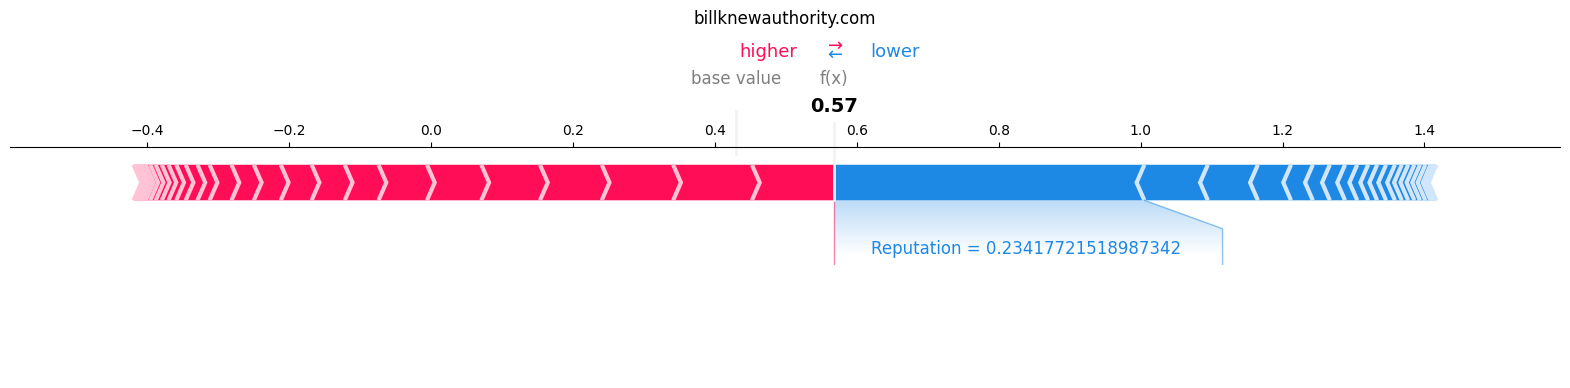 billknewauthority.com
higher ⇄ lower
base value f(x)
0.57
−0.4 −0.2 0.0 0.2 0.4 0.6 0.8 1.0 1.2 1.4
Reputation = 0.23417721518987342